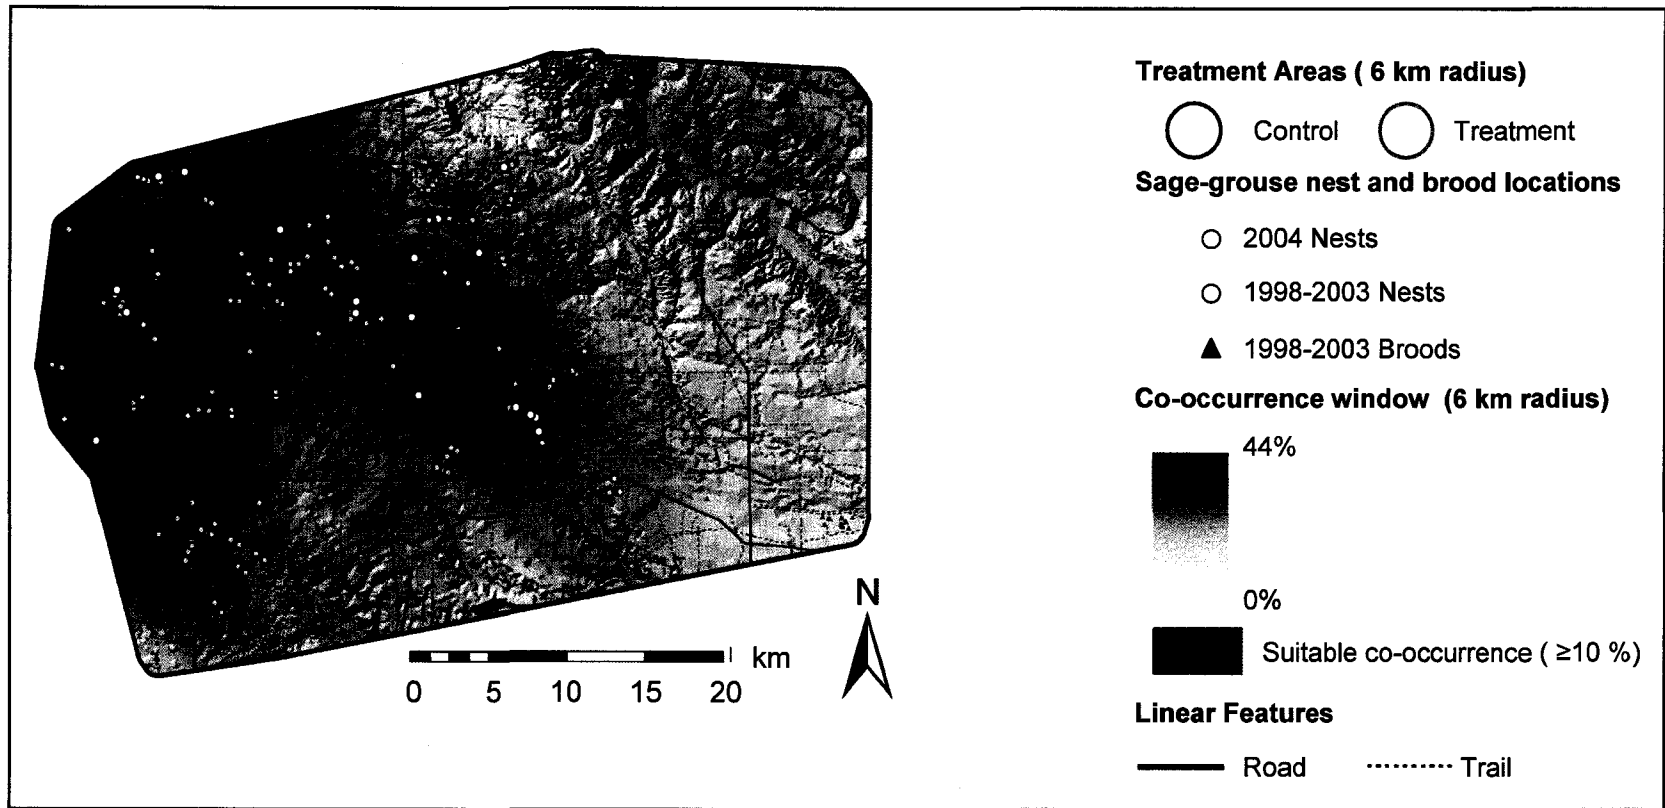 Treatment Areas ( 6 km radius)
Control Treatment
Sage-grouse nest and brood locations
2004 Nests
1998-2003 Nests
1998-2003 Broods
Co-occurrence window (6 km radius)
44%
0%
Suitable co-occurrence ( ≥10 %)
Linear Features
Road Trail
N
km
0 5 10 15 20